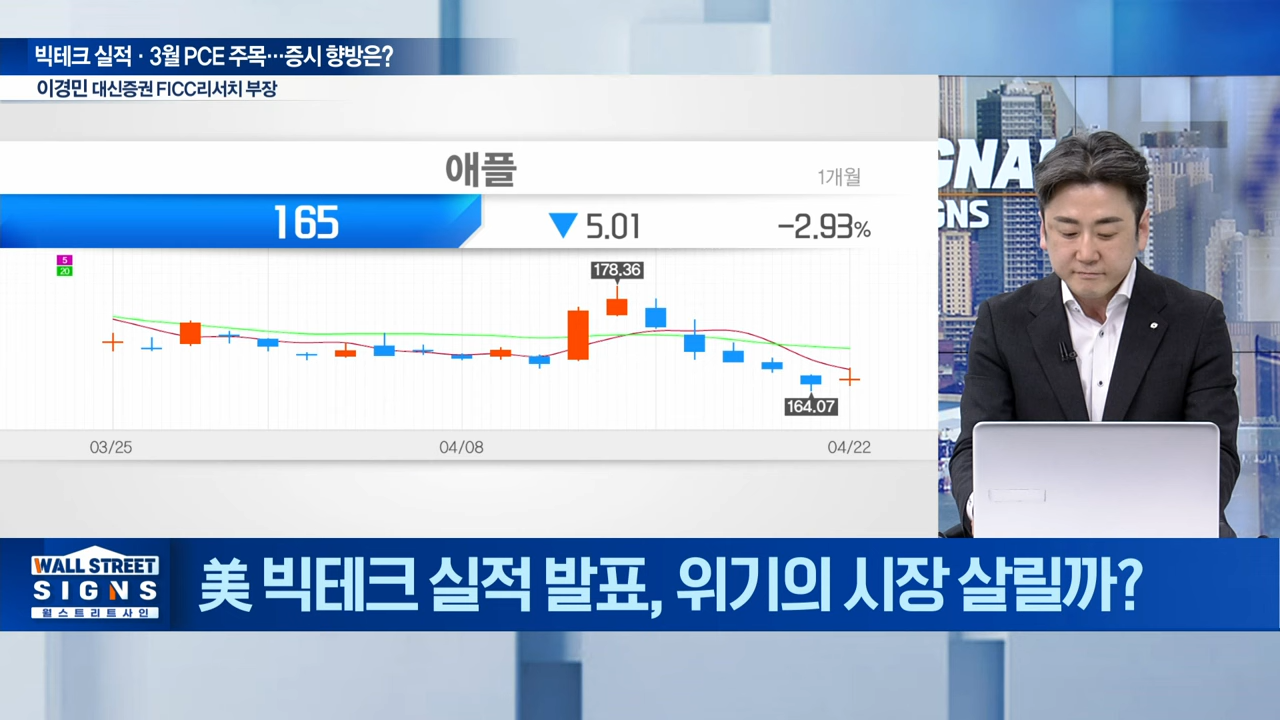 빅테크 실적 · 3월 PCE 주목…증시 향방은?
이경민 대신증권 FICC리서치 부장
애플
1개월
165
▼ 5.01
-2.93%
5
20
178.36
164.07
03/25
04/08
04/22
GNA
GNS
WALL STREET
SIGNS
월스트리트사인
美 빅테크 실적 발표, 위기의 시장 살릴까?